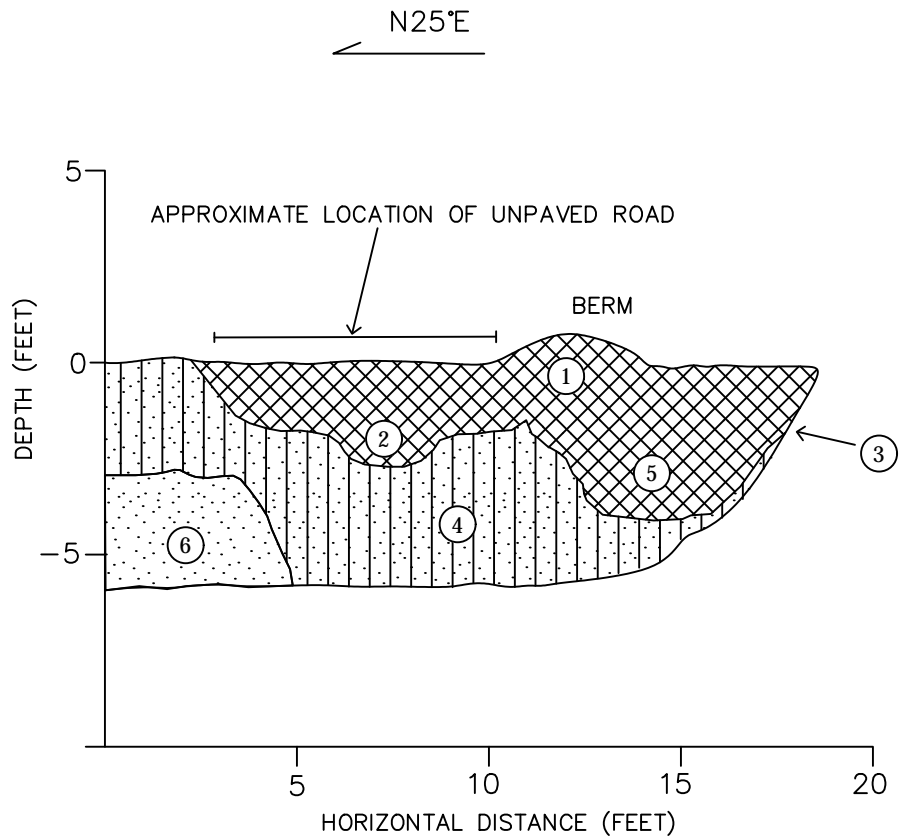 N25°E
5
APPROXIMATE LOCATION OF UNPAVED ROAD
BERM
0
1
2
3
5
4
6
-5
DEPTH (FEET)
5
10
15
20
HORIZONTAL DISTANCE (FEET)